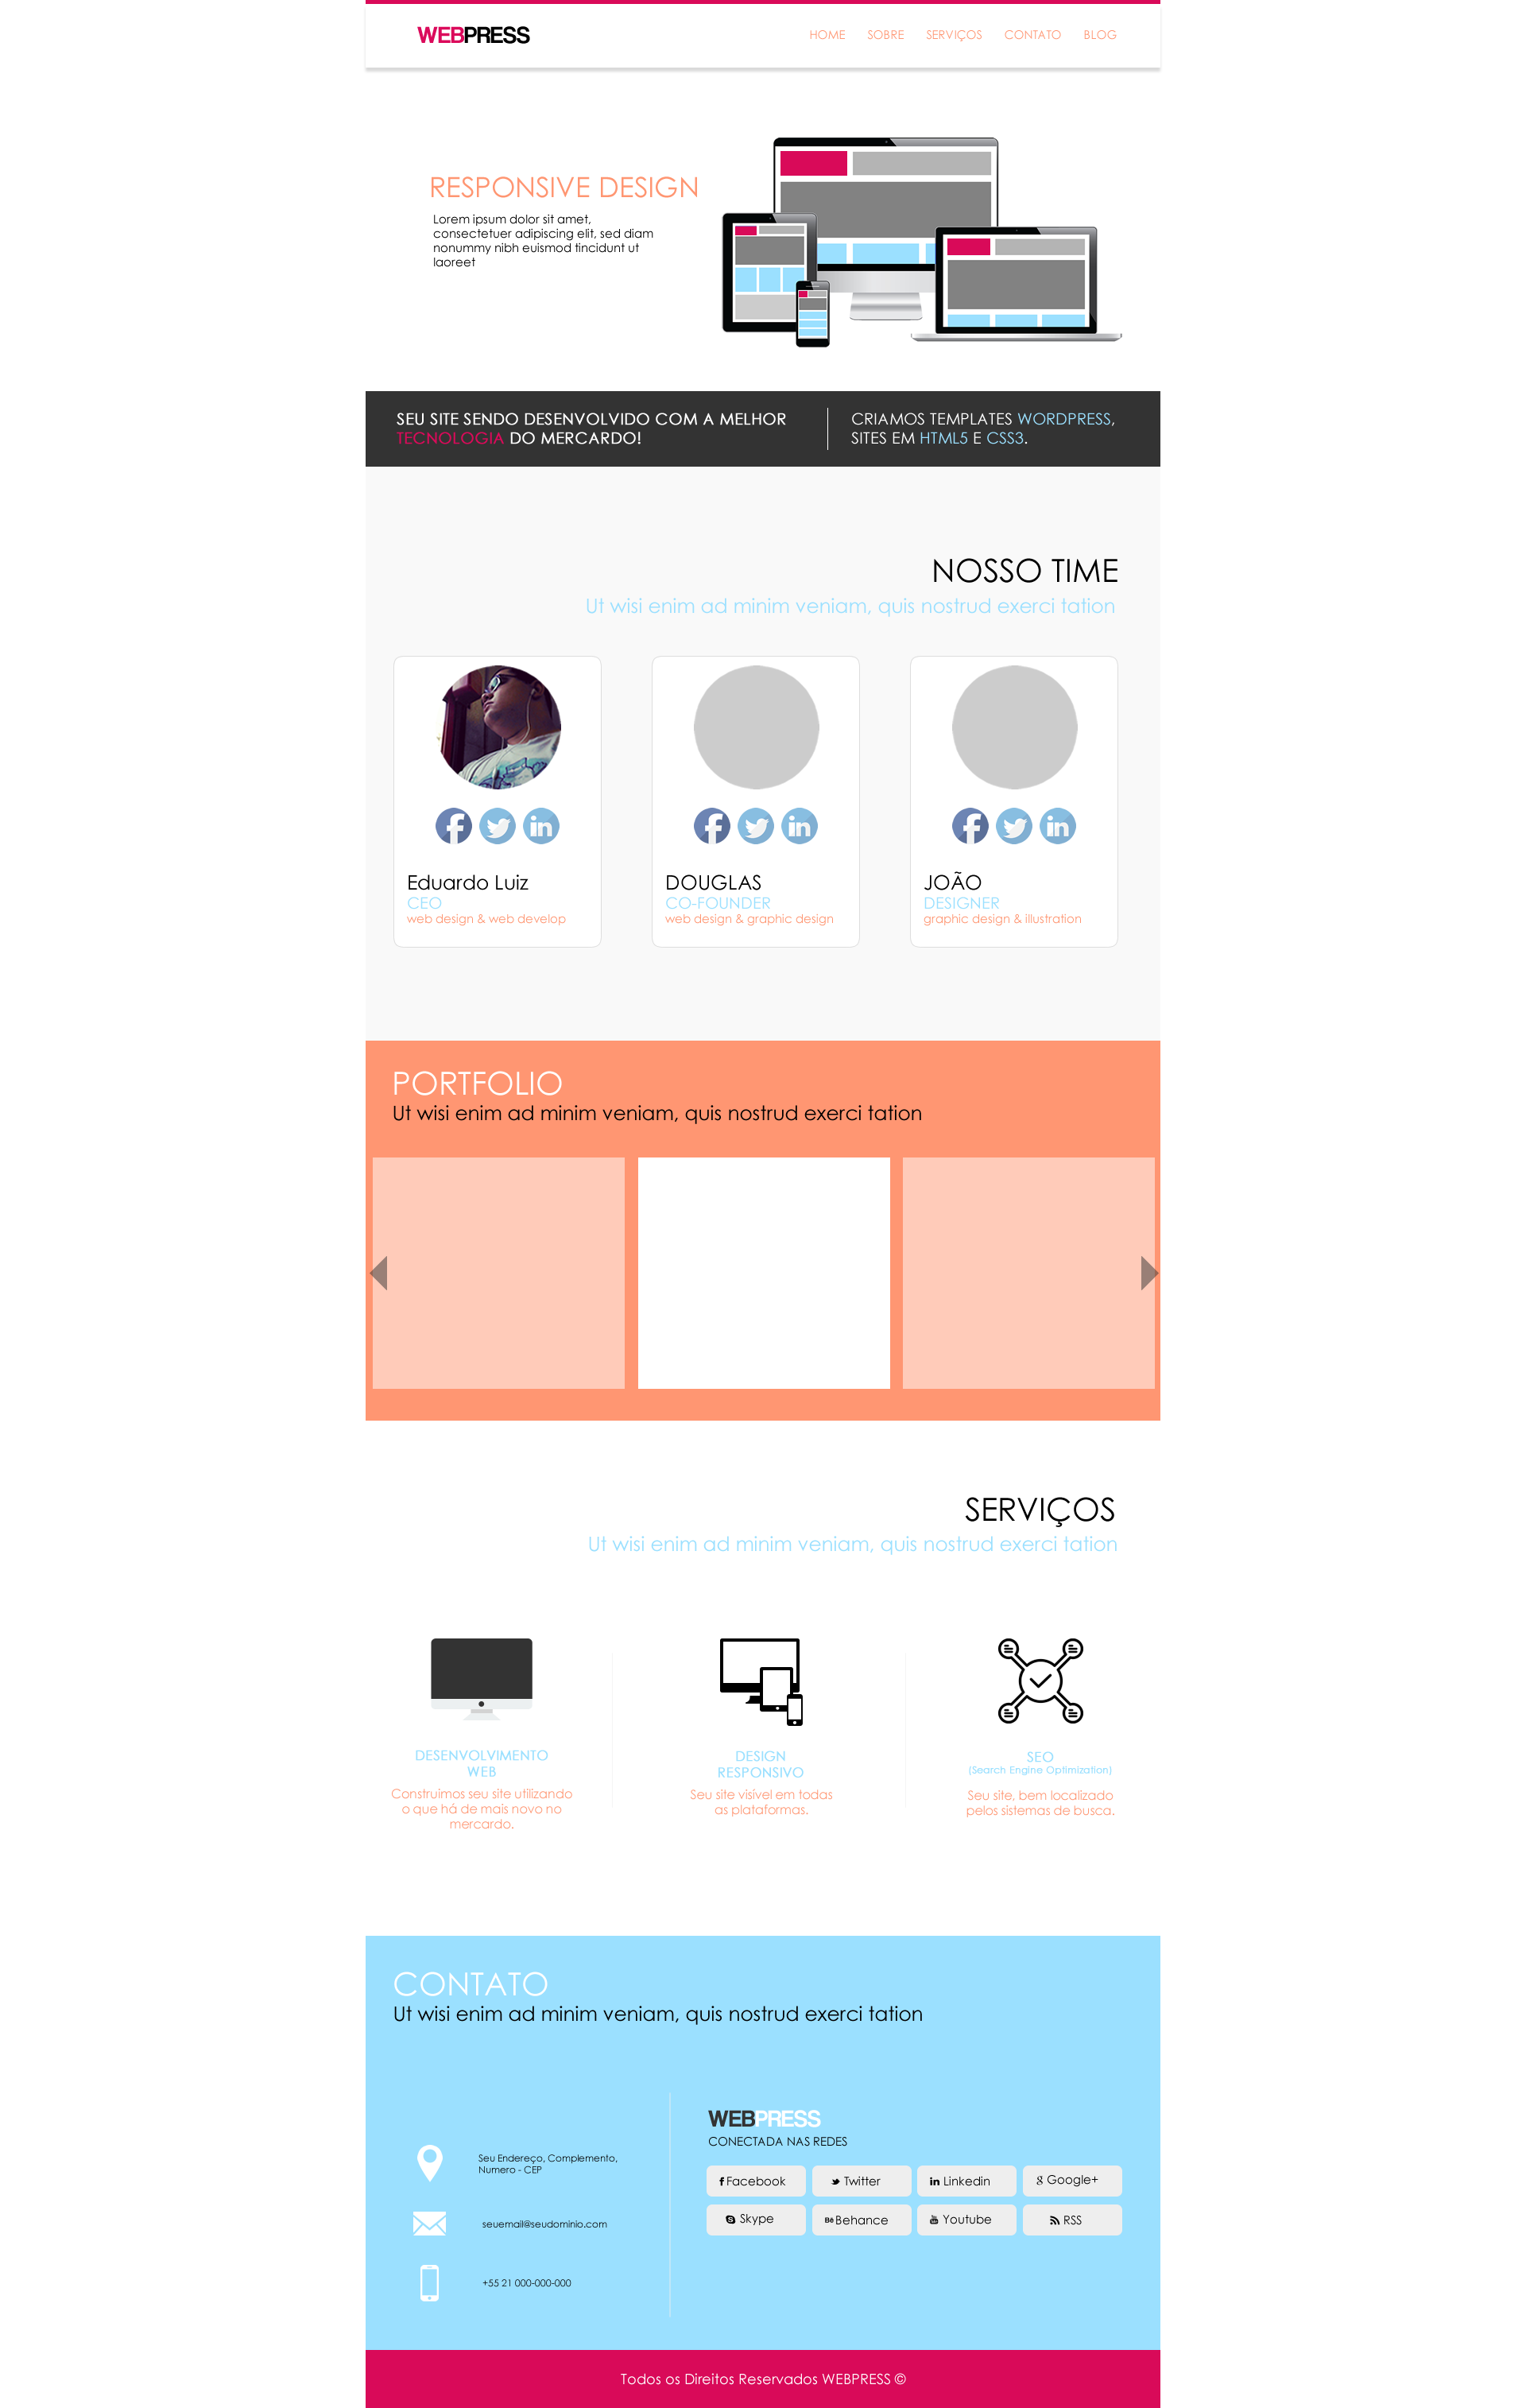 WEBPRESS
HOME SOBRE SERVIÇOS CONTATO BLOG
RESPONSIVE DESIGN
Lorem ipsum dolor sit amet,
consectetuer adipiscing elit, sed diam
nonummy nibh euismod tincidunt ut
laoreet
SEU SITE SENDO DESENVOLVIDO COM A MELHOR
TECNOLOGIA DO MERCARDO!
CRIAMOS TEMPLATES WORDPRESS,
SITES EM HTML5 E CSS3.
NOSSO TIME
Ut wisi enim ad minim veniam, quis nostrud exerci tation
Eduardo Luiz
CEO
web design & web develop
DOUGLAS
CO-FOUNDER
web design & graphic design
JOÃO
DESIGNER
graphic design & illustration
PORTFOLIO
Ut wisi enim ad minim veniam, quis nostrud exerci tation
SERVIÇOS
Ut wisi enim ad minim veniam, quis nostrud exerci tation
DESENVOLVIMENTO
WEB
Construimos seu site utilizando
o que há de mais novo no
mercardo.
DESIGN
RESPONSIVO
Seu site visível em todas
as plataformas.
SEO
(Search Engine Optimization)
Seu site, bem localizado
pelos sistemas de busca.
CONTATO
Ut wisi enim ad minim veniam, quis nostrud exerci tation
Seu Endereço, Complemento,
Numero - CEP
seuemail@seudominio.com
+55 21 000-000-000
WEBPRESS
CONECTADA NAS REDES
Facebook Twitter Linkedin Google+
Skype Behance Youtube RSS
Todos os Direitos Reservados WEBPRESS ©